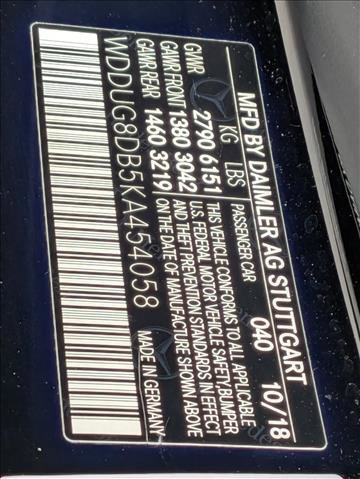 MFD BY DAIMLER AG STUTTGART 040 10/18
KG LBS PASSENGER CAR
GVWR 2790 6151 THIS VEHICLE CONFORMS TO ALL APPLICABLE
GAWR FRONT 1380 3042 U.S. FEDERAL MOTOR VEHICLE SAFETY/BUMPER
GAWR REAR 1460 3219 AND THEFT PREVENTION STANDARDS IN EFFECT
ON THE DATE OF MANUFACTURE SHOWN ABOVE
WDDUG8DB5KA454058 MADE IN GERMANY